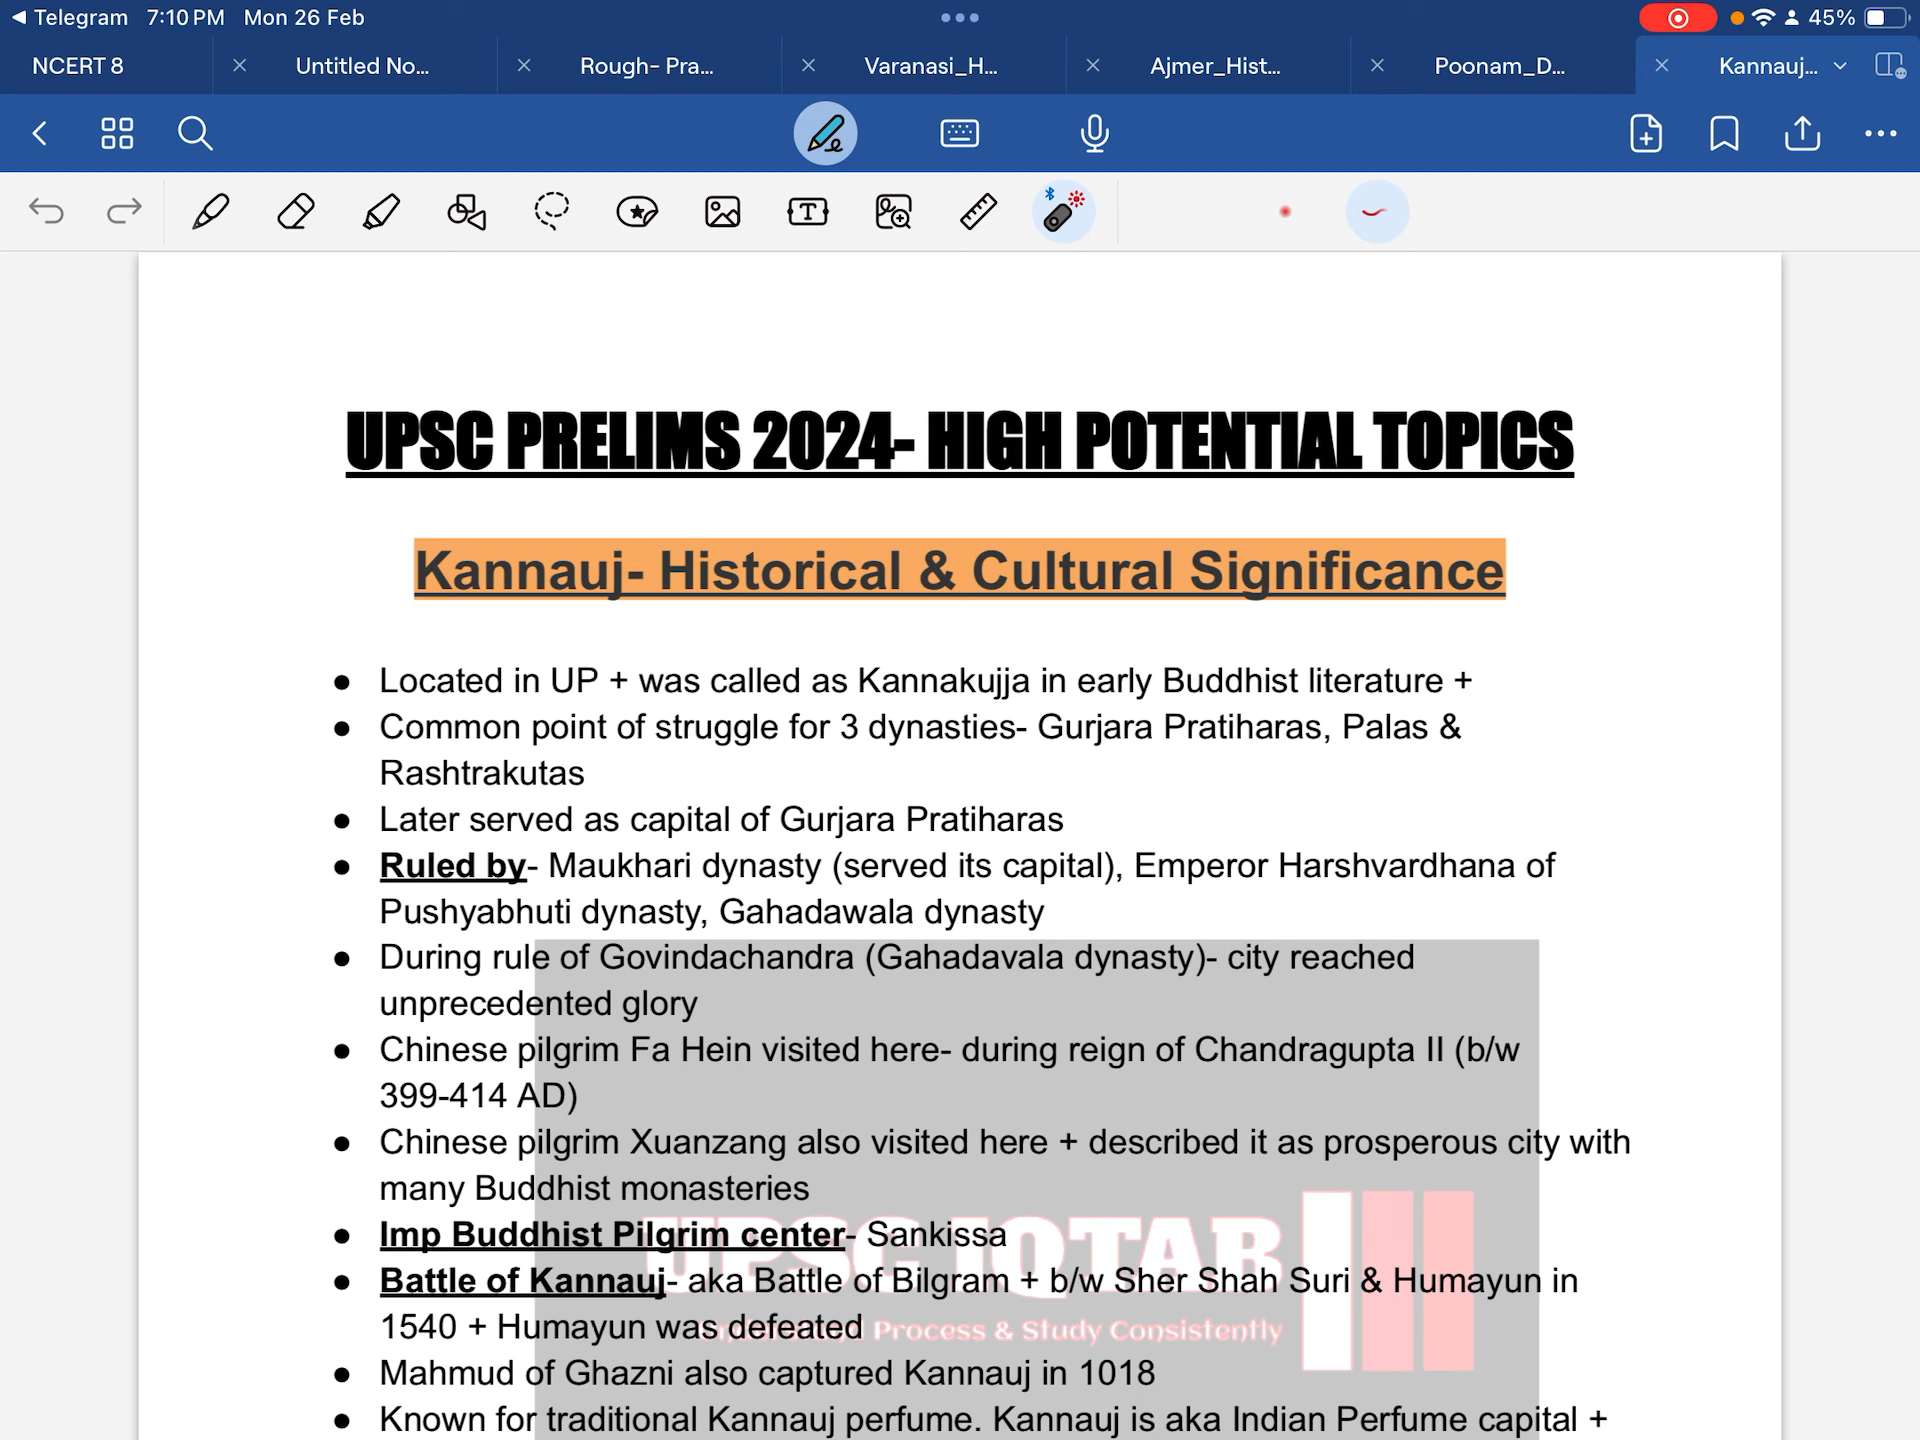 Telegram 7:10 PM Mon 26 Feb 45%
NCERT 8 Untitled No... Rough- Pra... Varanasi_H... Ajmer_Hist... Poonam_D... Kannauj...
UPSC PRELIMS 2024- HIGH POTENTIAL TOPICS
Kannauj- Historical & Cultural Significance
● Located in UP + was called as Kannakujja in early Buddhist literature +
● Common point of struggle for 3 dynasties- Gurjara Pratiharas, Palas &
Rashtrakutas
● Later served as capital of Gurjara Pratiharas
● Ruled by- Maukhari dynasty (served its capital), Emperor Harshvardhana of
Pushyabhuti dynasty, Gahadawala dynasty
● During rule of Govindachandra (Gahadavala dynasty)- city reached
unprecedented glory
● Chinese pilgrim Fa Hein visited here- during reign of Chandragupta II (b/w
399-414 AD)
● Chinese pilgrim Xuanzang also visited here + described it as prosperous city with
many Buddhist monasteries
● Imp Buddhist Pilgrim center- Sankissa
UPSC IQTAB
● Battle of Kannauj- aka Battle of Bilgram + b/w Sher Shah Suri & Humayun in
1540 + Humayun was defeated
Process & Study Consistently
● Mahmud of Ghazni also captured Kannauj in 1018
● Known for traditional Kannauj perfume. Kannauj is aka Indian Perfume capital +